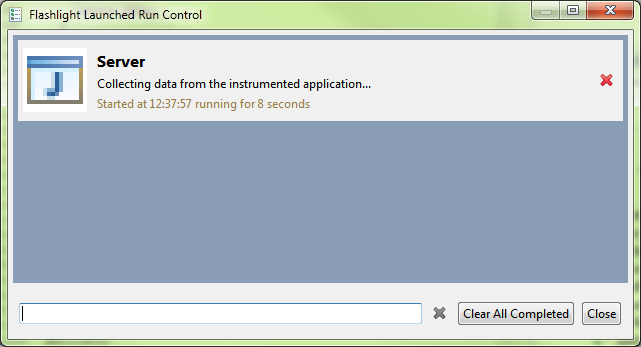 Flashlight Launched Run Control
Server
Collecting data from the instrumented application...
Started at 12:37:57 running for 8 seconds
Clear All Completed
Close